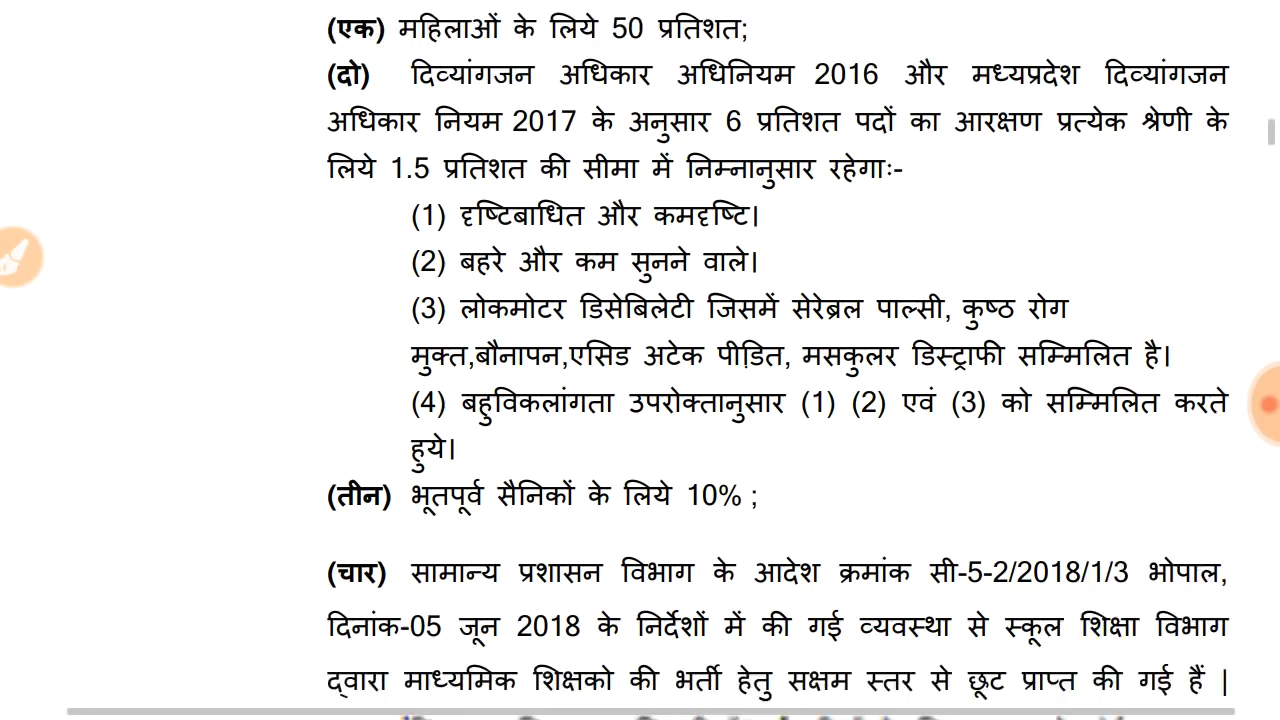 (एक) महिलाओं के लिये 50 प्रतिशत;
(दो) दिव्यांगजन अधिकार अधिनियम 2016 और मध्यप्रदेश दिव्यांगजन
अधिकार नियम 2017 के अनुसार 6 प्रतिशत पदों का आरक्षण प्रत्येक श्रेणी के
लिये 1.5 प्रतिशत की सीमा में निम्नानुसार रहेगाः-
(1) दृष्टिबाधित और कमदृष्टि।
(2) बहरे और कम सुनने वाले।
(3) लोकमोटर डिसेबिलेटी जिसमें सेरेब्रल पाल्सी, कुष्ठ रोग
मुक्त,बौनापन,एसिड अटेक पीडि़त, मसकुलर डिस्ट्राफी सम्मिलित है।
(4) बहुविकलांगता उपरोक्तानुसार (1) (2) एवं (3) को सम्मिलित करते
हुये।
(तीन) भूतपूर्व सैनिकों के लिये 10% ;
(चार) सामान्य प्रशासन विभाग के आदेश क्रमांक सी-5-2/2018/1/3 भोपाल,
दिनांक-05 जून 2018 के निर्देशों में की गई व्यवस्था से स्कूल शिक्षा विभाग
द्वारा माध्यमिक शिक्षको की भर्ती हेतु सक्षम स्तर से छूट प्राप्त की गई हैं |